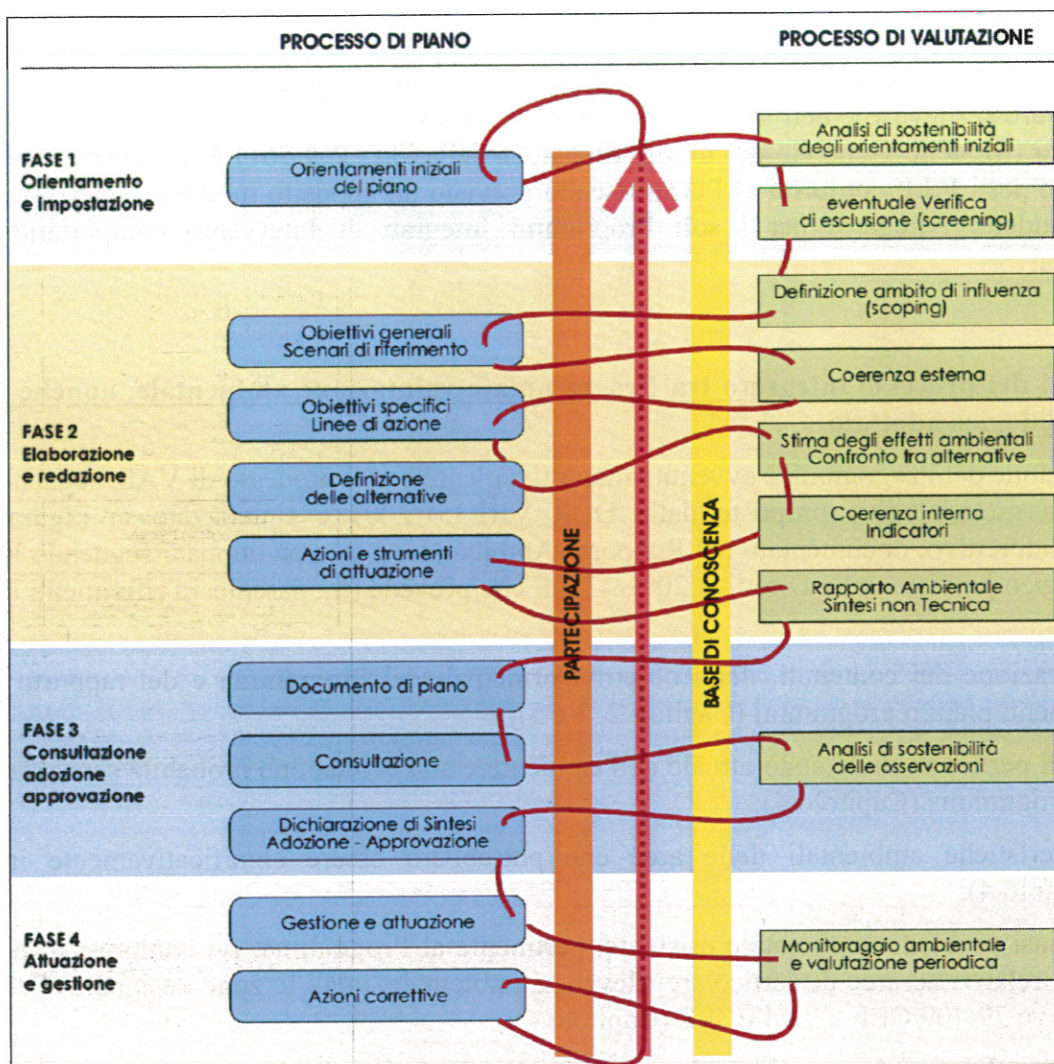 PROCESSO DI PIANO
PROCESSO DI VALUTAZIONE
FASE 1
Orientamento
e impostazione
Orientamenti iniziali
del piano
Analisi di sostenibilità
degli orientamenti iniziali
eventuale Verifica
di esclusione (screening)
FASE 2
Elaborazione
e redazione
Definizione ambito di influenza
(scoping)
Obiettivi generali
Scenari di riferimento
Coerenza esterna
Obiettivi specifici
Linee di azione
Stima degli effetti ambientali
Confronto tra alternative
Definizione
delle alternative
Coerenza interna
Indicatori
Azioni e strumenti
di attuazione
Rapporto Ambientale
Sintesi non Tecnica
PARTECIPAZIONE
BASE DI CONOSCENZA
FASE 3
Consultazione
adozione
approvazione
Documento di piano
Consultazione
Analisi di sostenibilità
delle osservazioni
Dichiarazione di Sintesi
Adozione - Approvazione
FASE 4
Attuazione
e gestione
Gestione e attuazione
Monitoraggio ambientale
e valutazione periodica
Azioni correttive